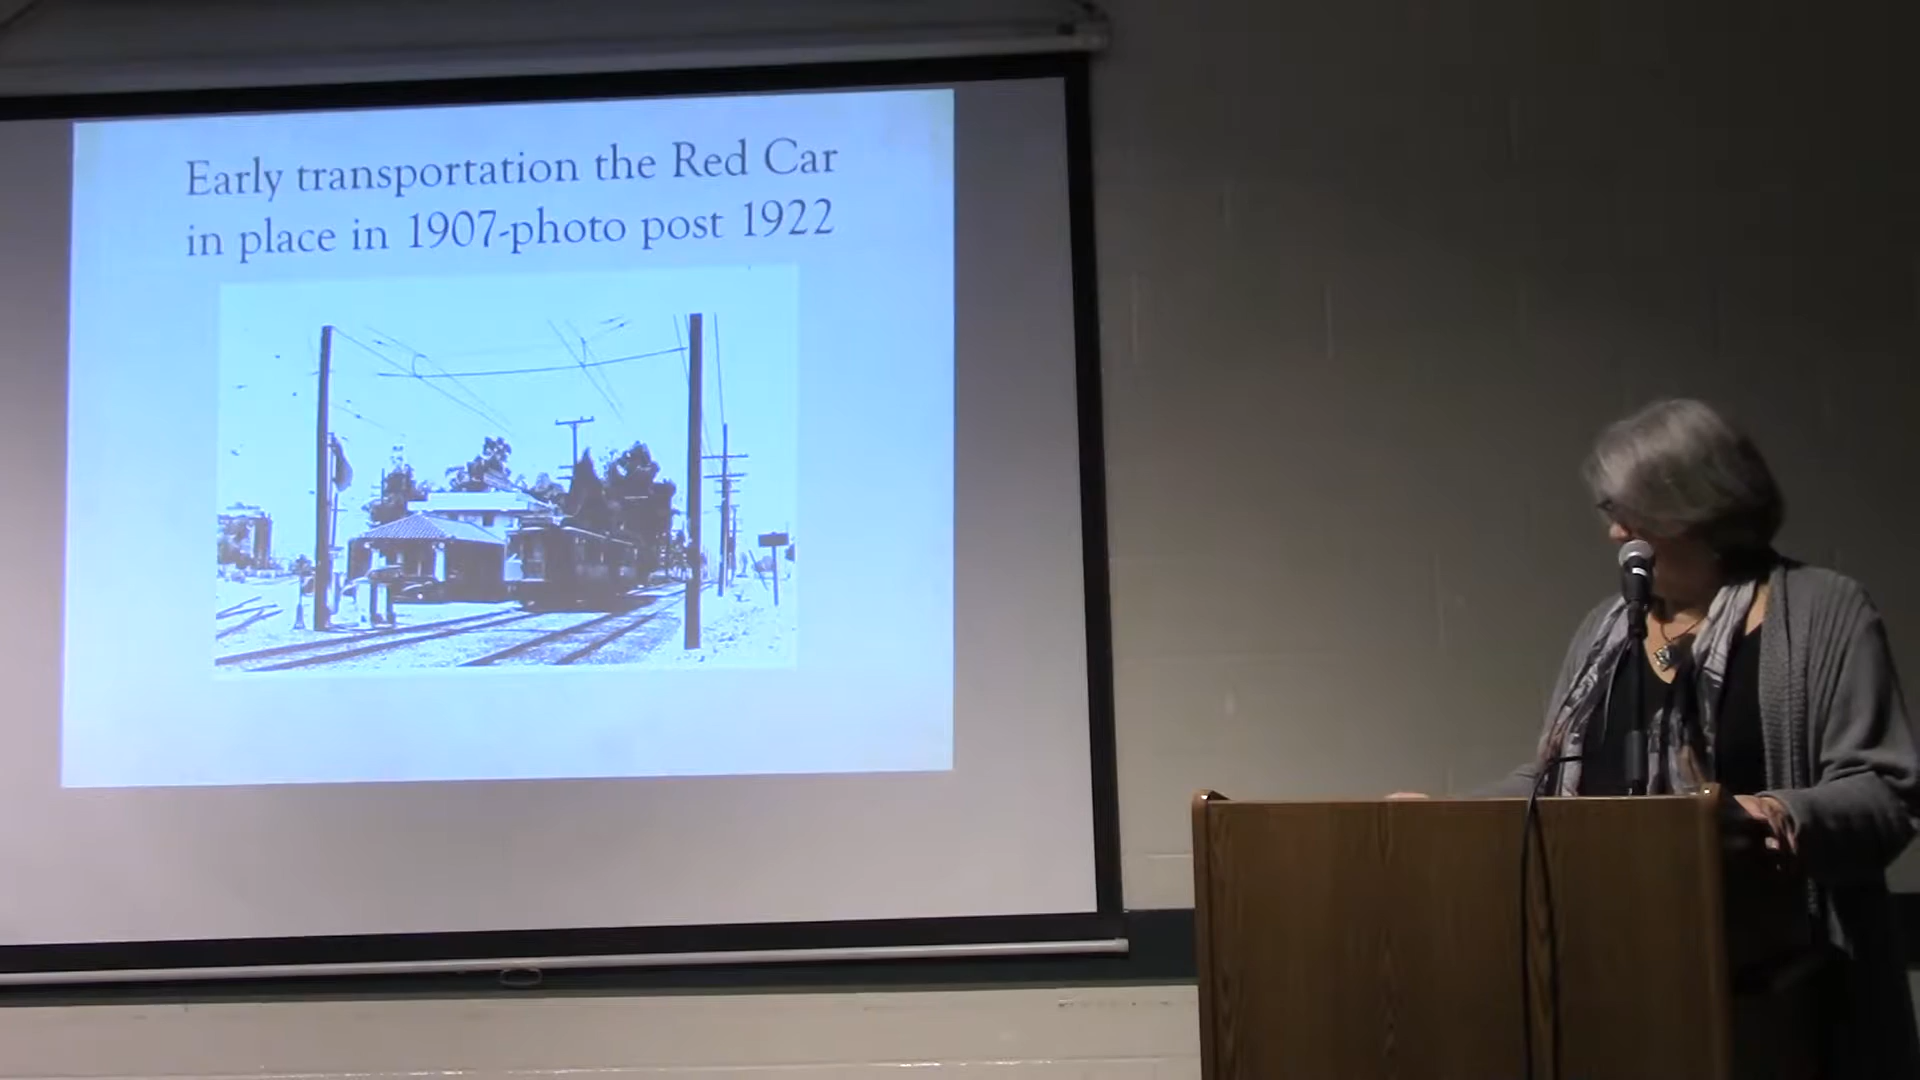 Early transportation the Red Car
in place in 1907-photo post 1922